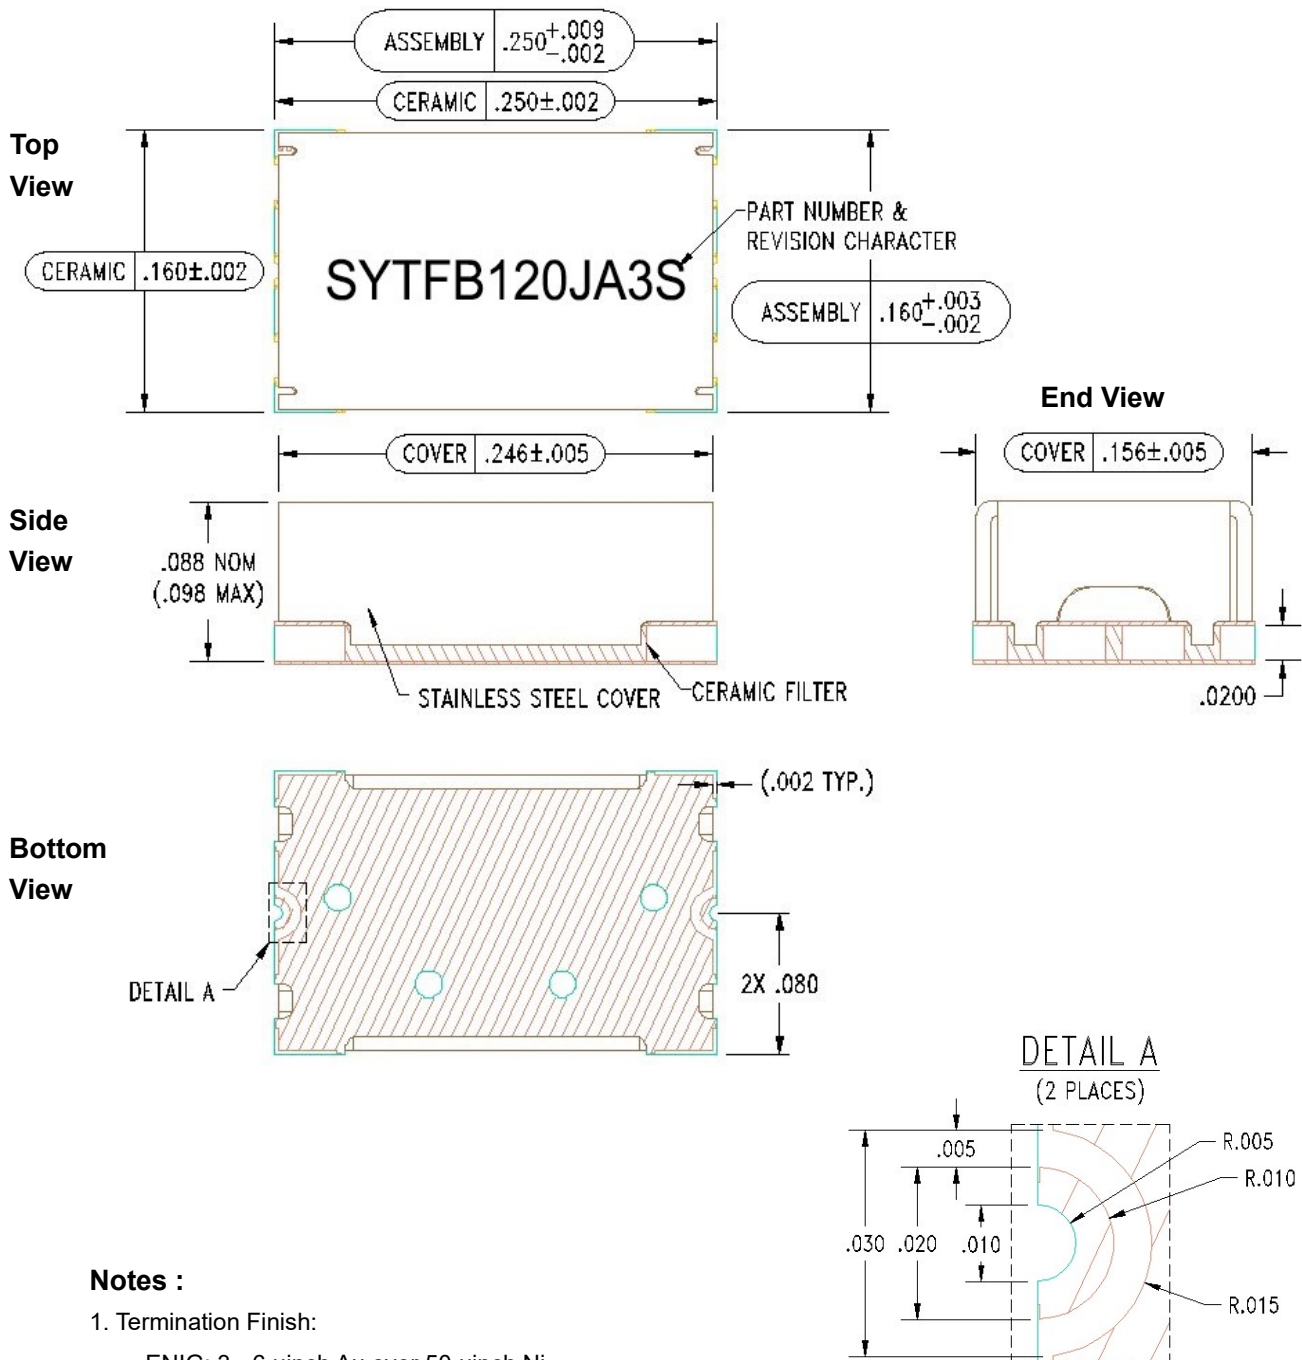 ASSEMBLY .250 +.009 -.002
CERAMIC .250±.002
Top
View
PART NUMBER &
REVISION CHARACTER
CERAMIC .160±.002
SYTFB120JA3S
ASSEMBLY .160 +.003 -.002
End View
COVER .246±.005
COVER .156±.005
Side
View
.088 NOM
(.098 MAX)
STAINLESS STEEL COVER
CERAMIC FILTER
.0200
(.002 TYP.)
Bottom
View
DETAIL A
2X .080
DETAIL A
(2 PLACES)
.005
R.005
R.010
.030 .020 .010
R.015
Notes :
1. Termination Finish: